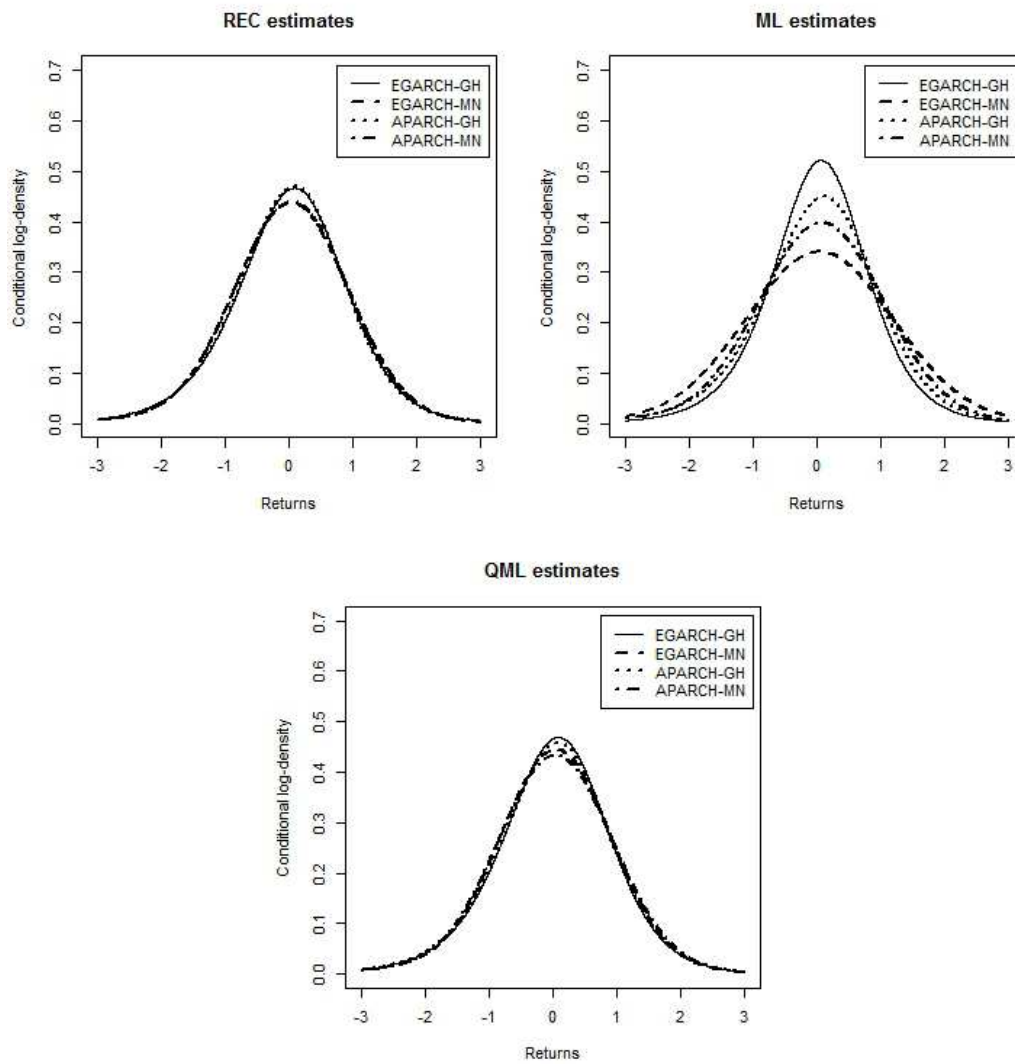 REC estimates
Conditional log-density
0.0 0.1 0.2 0.3 0.4 0.5 0.6 0.7
EGARCH-GH
EGARCH-MN
APARCH-GH
APARCH-MN
-3 -2 -1 0 1 2 3
Returns
ML estimates
Conditional log-density
0.0 0.1 0.2 0.3 0.4 0.5 0.6 0.7
EGARCH-GH
EGARCH-MN
APARCH-GH
APARCH-MN
-3 -2 -1 0 1 2 3
Returns
QML estimates
Conditional log-density
0.0 0.1 0.2 0.3 0.4 0.5 0.6 0.7
EGARCH-GH
EGARCH-MN
APARCH-GH
APARCH-MN
-3 -2 -1 0 1 2 3
Returns